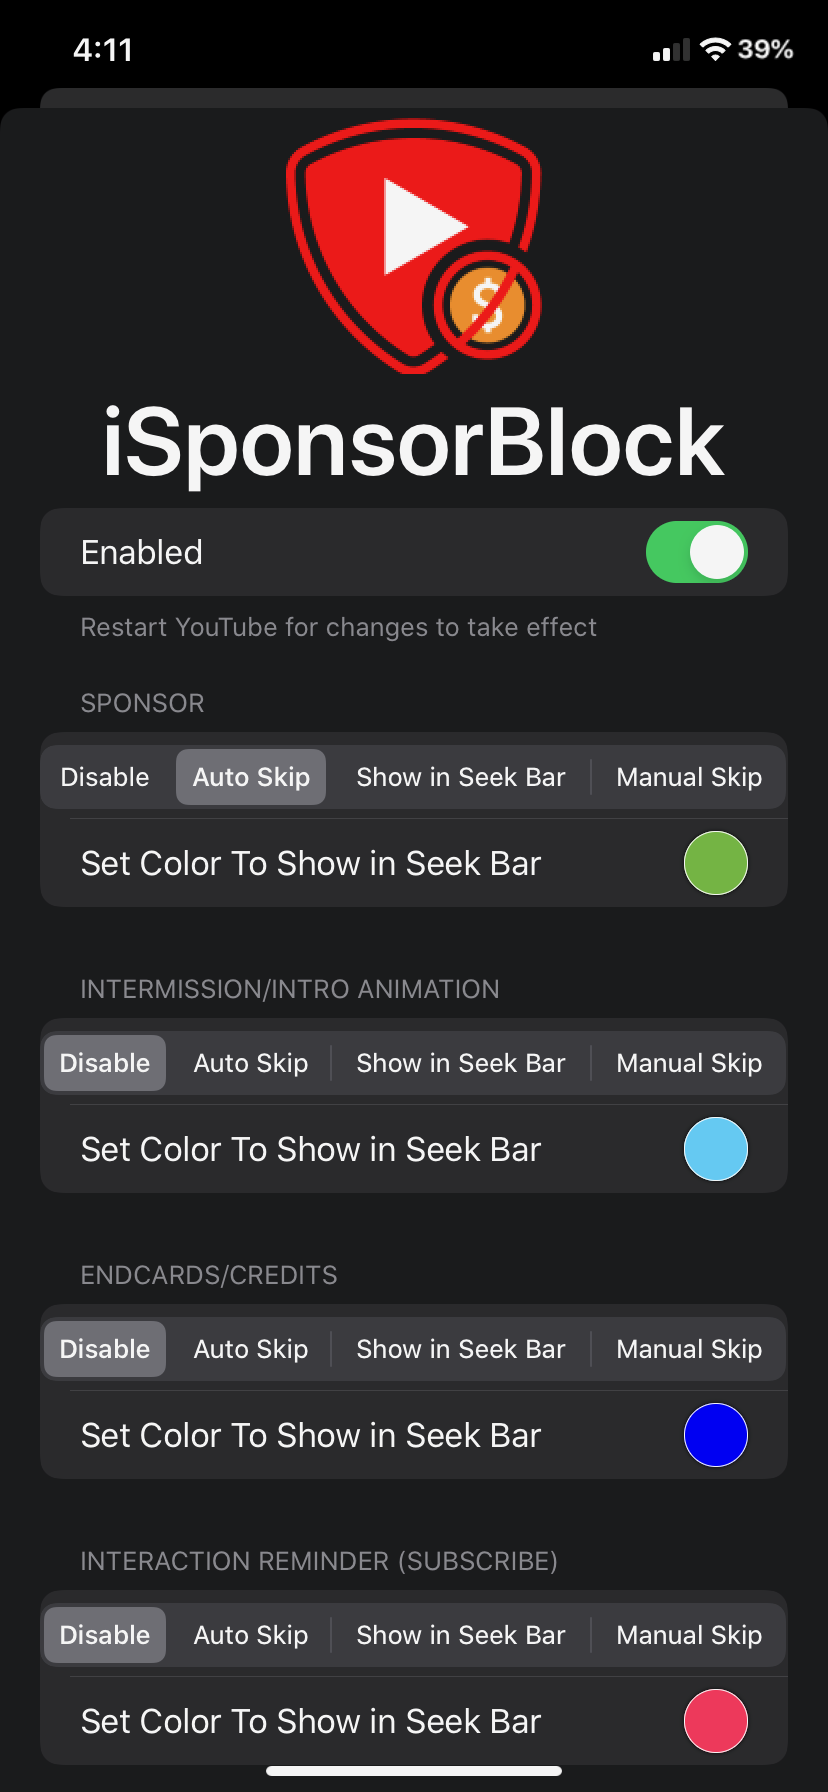 4:11 39%
$
iSponsorBlock
Enabled
Restart YouTube for changes to take effect
SPONSOR
Disable Auto Skip Show in Seek Bar Manual Skip
Set Color To Show in Seek Bar
INTERMISSION/INTRO ANIMATION
Disable Auto Skip Show in Seek Bar Manual Skip
Set Color To Show in Seek Bar
ENDCARDS/CREDITS
Disable Auto Skip Show in Seek Bar Manual Skip
Set Color To Show in Seek Bar
INTERACTION REMINDER (SUBSCRIBE)
Disable Auto Skip Show in Seek Bar Manual Skip
Set Color To Show in Seek Bar